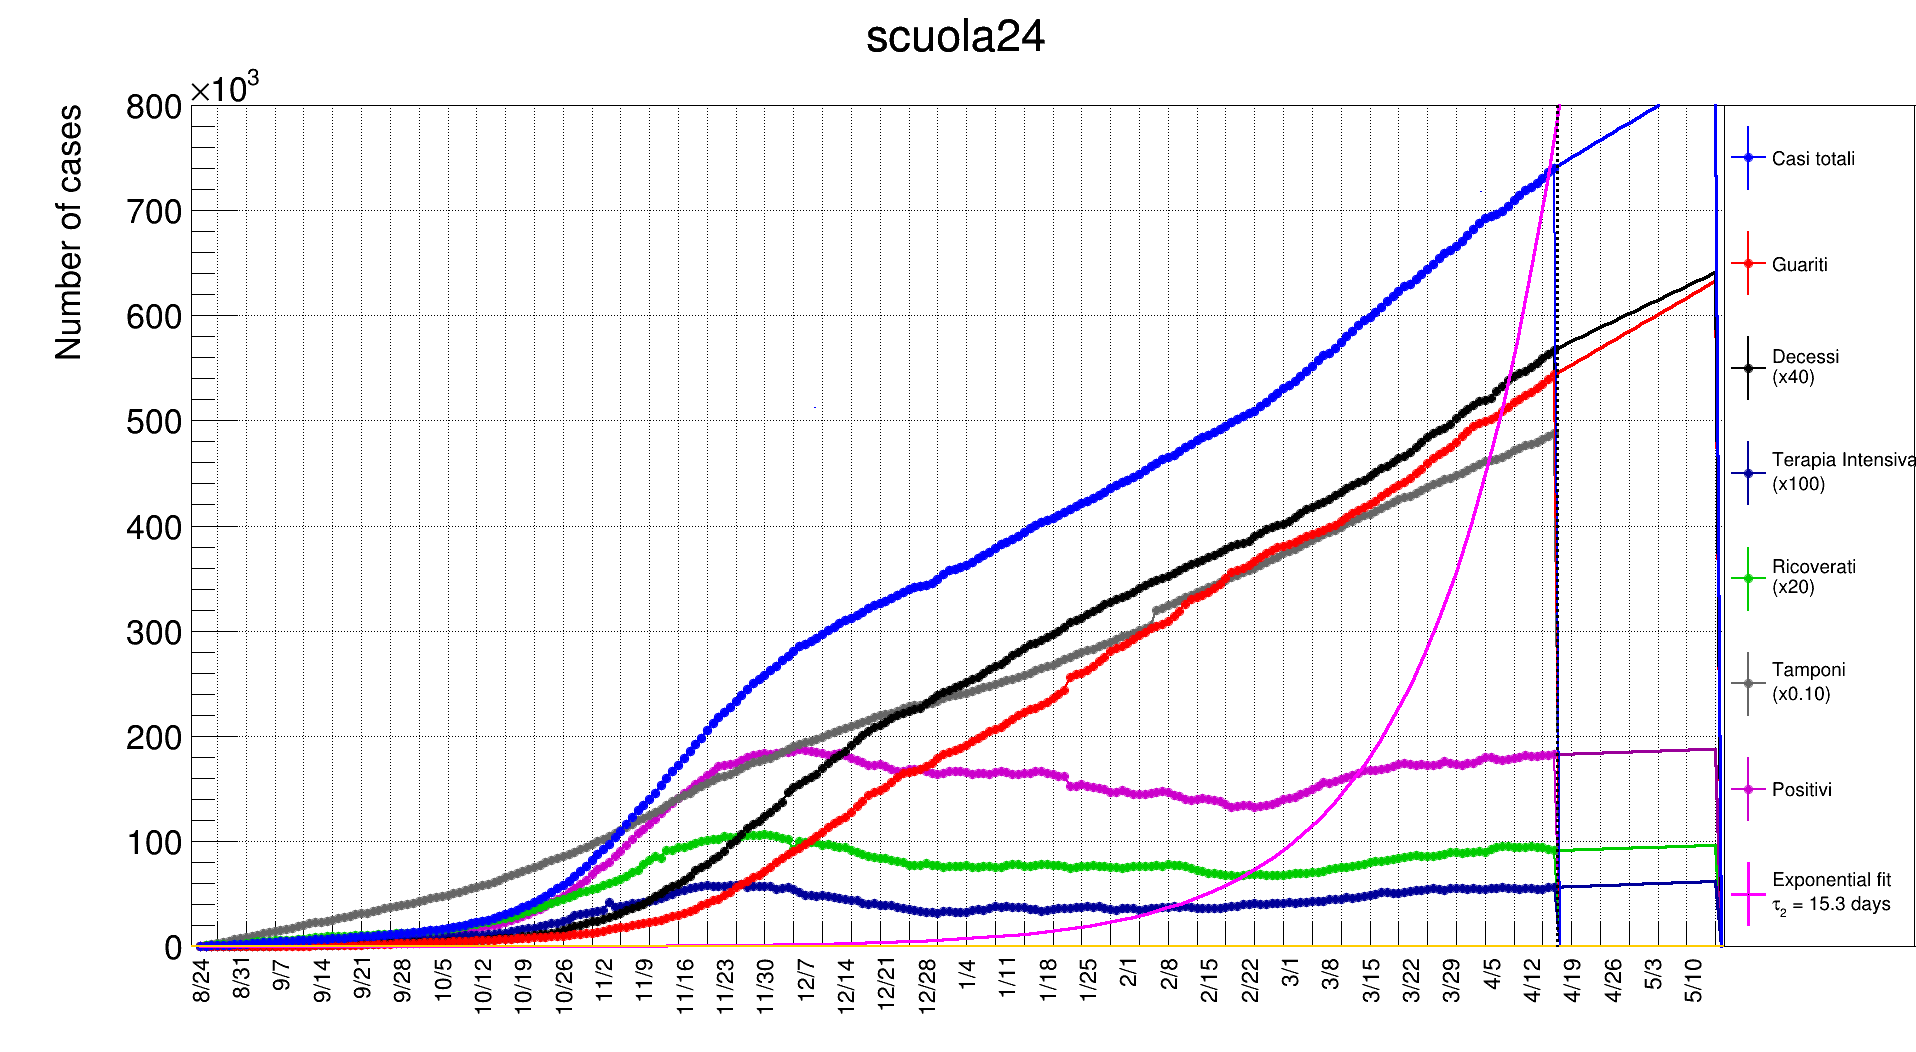 scuola24
×10³
Number of cases
800
700
600
500
400
300
200
100
0
8/24 8/31 9/7 9/14 9/21 9/28 10/5 10/12 10/19 10/26 11/2 11/9 11/16 11/23 11/30 12/7 12/14 12/21 12/28 1/4 1/11 1/18 1/25 2/1 2/8 2/15 2/22 3/1 3/8 3/15 3/22 3/29 4/5 4/12 4/19 4/26 5/3 5/10
Casi totali
Guariti
Decessi
(x40)
Terapia Intensiva
(x100)
Ricoverati
(x20)
Tamponi
(x0.10)
Positivi
Exponential fit
τ₂ = 15.3 days